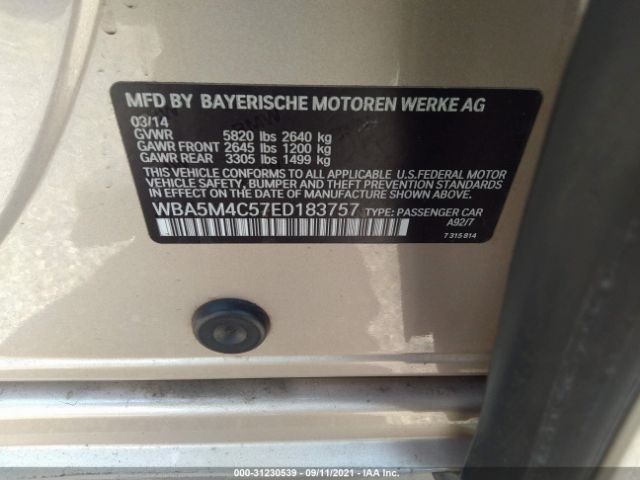 MFD BY BAYERISCHE MOTOREN WERKE AG
03/14
GVWR 5820 lbs 2640 kg
GAWR FRONT 2645 lbs 1200 kg
GAWR REAR 3305 lbs 1499 kg
THIS VEHICLE CONFORMS TO ALL APPLICABLE U.S.FEDERAL MOTOR
VEHICLE SAFETY, BUMPER AND THEFT PREVENTION STANDARDS
IN EFFECT ON THE DATE OF MANUFACTURE SHOWN ABOVE.
WBA5M4C57ED183757 TYPE: PASSENGER CAR
A92/7
7315814
000-31230539 - 09/11/2021 - IAA Inc.